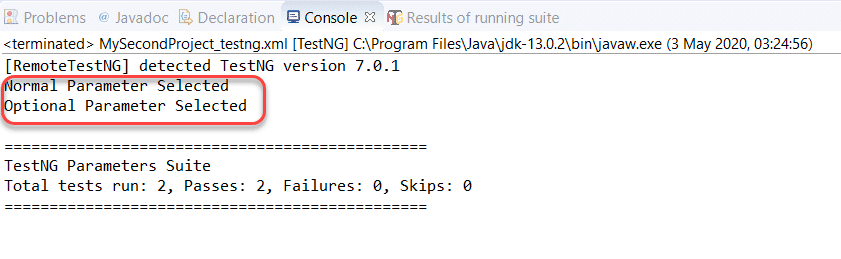 Problems @ Javadoc Declaration Console Results of running suite
<terminated> MySecondProject_testng.xml [TestNG] C:\Program Files\Java\jdk-13.0.2\bin\javaw.exe (3 May 2020, 03:24:56)
[RemoteTestNG] detected TestNG version 7.0.1
Normal Parameter Selected
Optional Parameter Selected
===============================================
TestNG Parameters Suite
Total tests run: 2, Passes: 2, Failures: 0, Skips: 0
===============================================